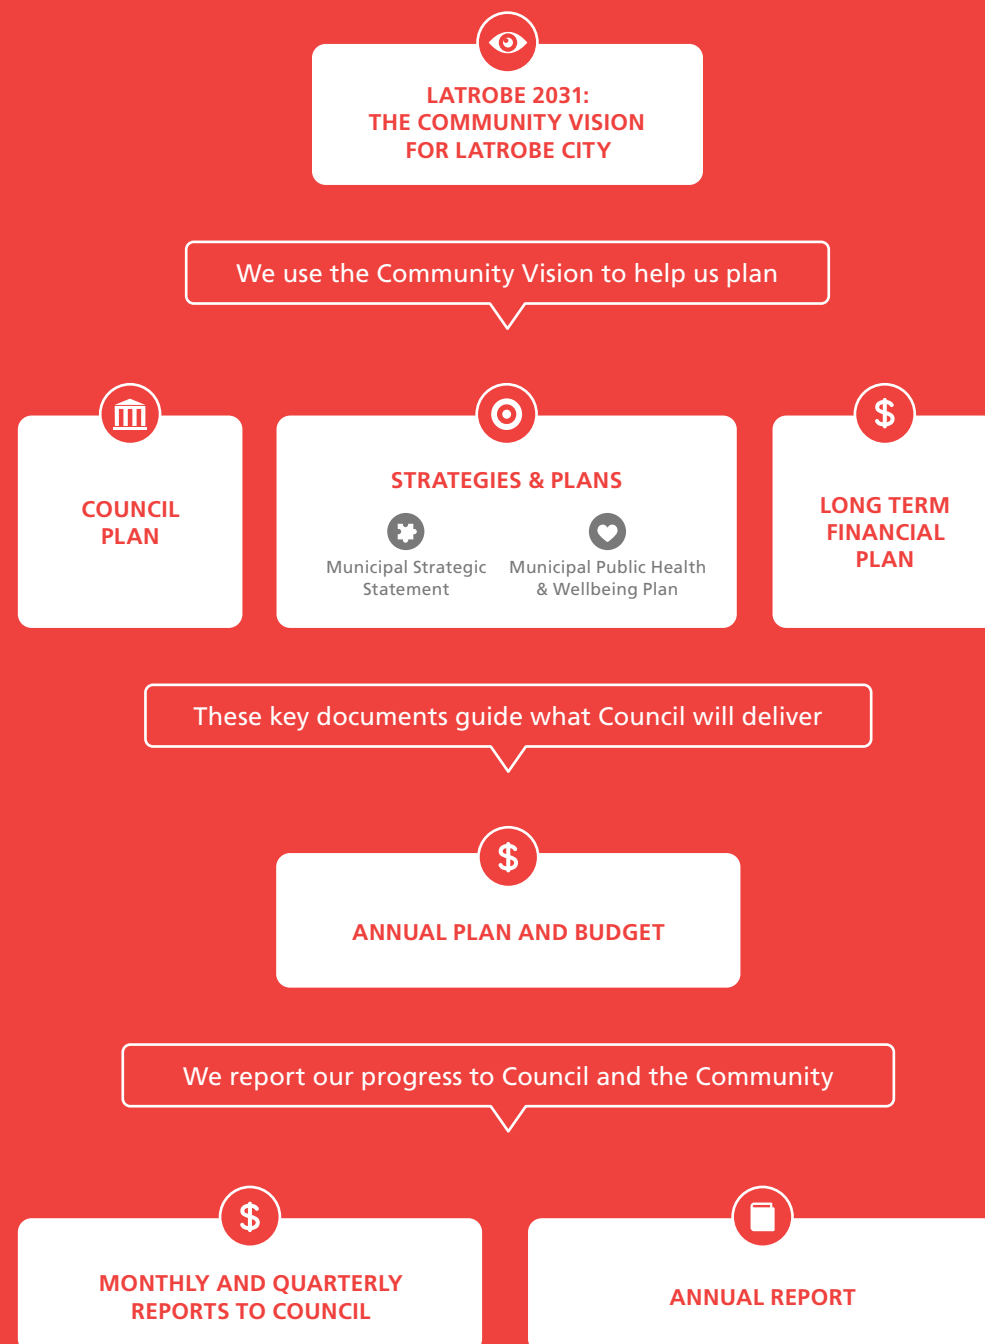 LATROBE 2031:
THE COMMUNITY VISION
FOR LATROBE CITY
We use the Community Vision to help us plan
COUNCIL
PLAN
STRATEGIES & PLANS
Municipal Strategic
Statement
Municipal Public Health
& Wellbeing Plan
LONG TERM
FINANCIAL
PLAN
These key documents guide what Council will deliver
ANNUAL PLAN AND BUDGET
We report our progress to Council and the Community
MONTHLY AND QUARTERLY
REPORTS TO COUNCIL
ANNUAL REPORT